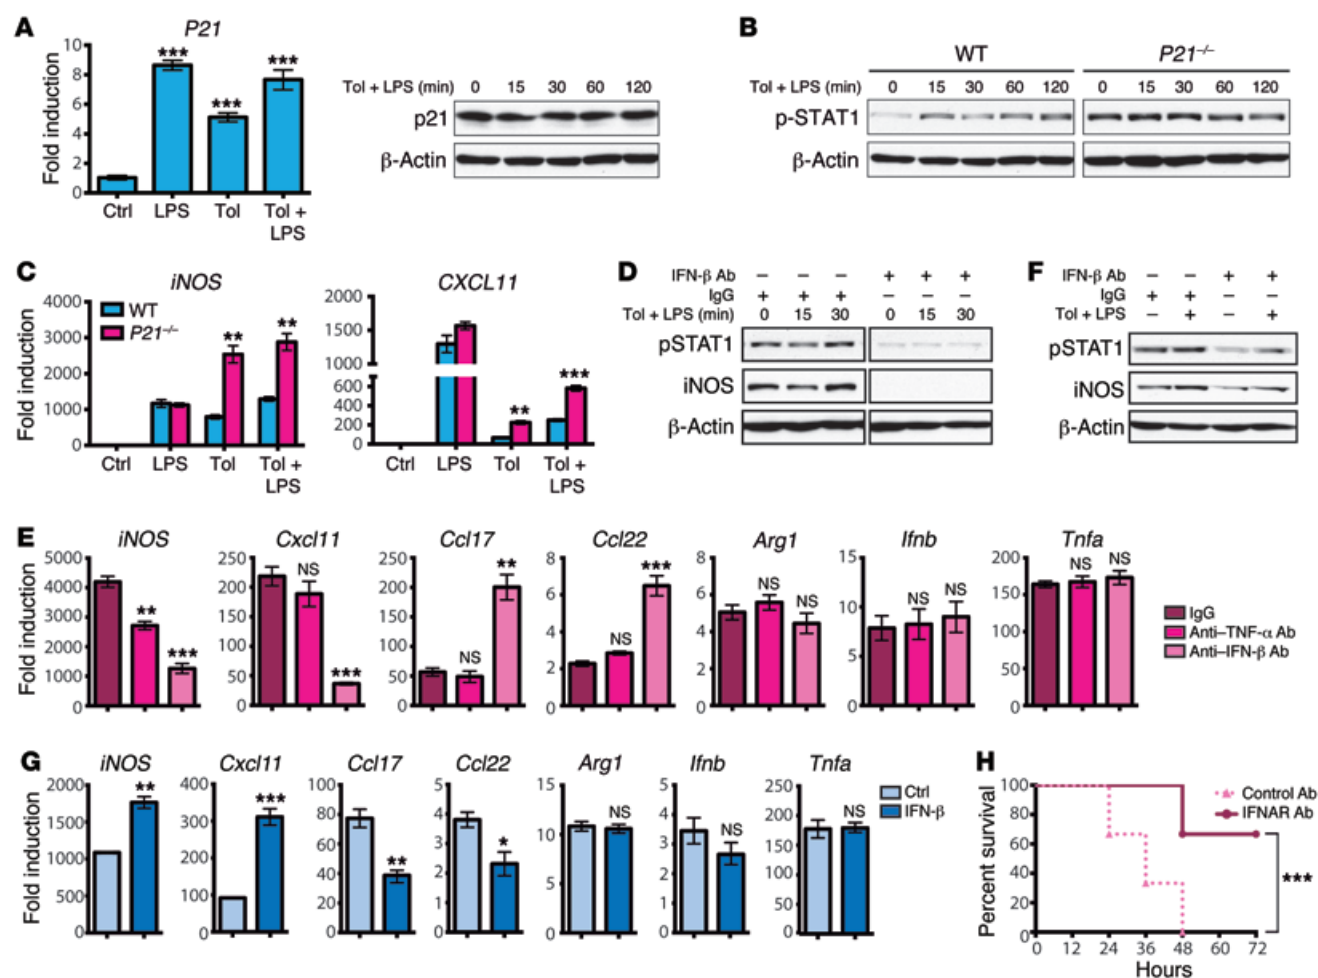 A
P21
Fold induction
10
8
6
4
2
0
Ctrl LPS Tol Tol + LPS
***
***
***
Tol + LPS (min) 0 15 30 60 120
p21
β-Actin
B
WT P21–/–
Tol + LPS (min) 0 15 30 60 120 0 15 30 60 120
p-STAT1
β-Actin
C
iNOS
Fold induction
4000
3000
2000
1000
0
WT
P21–/–
** **
Ctrl LPS Tol Tol + LPS
CXCL11
2000
1500
1000
600
400
200
0
** ***
Ctrl LPS Tol Tol + LPS
D
IFN-β Ab – – – + + +
IgG + + + – – –
Tol + LPS (min) 0 15 30 0 15 30
pSTAT1
iNOS
β-Actin
F
IFN-β Ab – – + +
IgG + + – –
Tol + LPS – + – +
pSTAT1
iNOS
β-Actin
E
Fold induction
iNOS
5000
4000
3000
2000
1000
0
** ***
Cxcl11
250
200
150
100
50
0
NS ***
Ccl17
250
200
150
100
50
0
NS **
Ccl22
8
6
4
2
0
NS ***
Arg1
8
6
4
2
0
NS NS
Ifnb
15
10
5
0
NS NS
Tnfa
200
150
100
50
0
NS NS
IgG
Anti–TNF-α Ab
Anti–IFN-β Ab
G
Fold induction
iNOS
2000
1500
1000
500
0
**
Cxcl11
400
300
200
100
0
***
Ccl17
100
80
60
40
20
0
**
Ccl22
5
4
3
2
1
0
*
Arg1
15
10
5
0
NS
Ifnb
5
4
3
2
1
0
NS
Tnfa
250
200
150
100
50
0
NS
Ctrl
IFN-β
H
Percent survival
100
80
60
40
20
0
0 12 24 36 48 60 72
Hours
Control Ab
IFNAR Ab
***